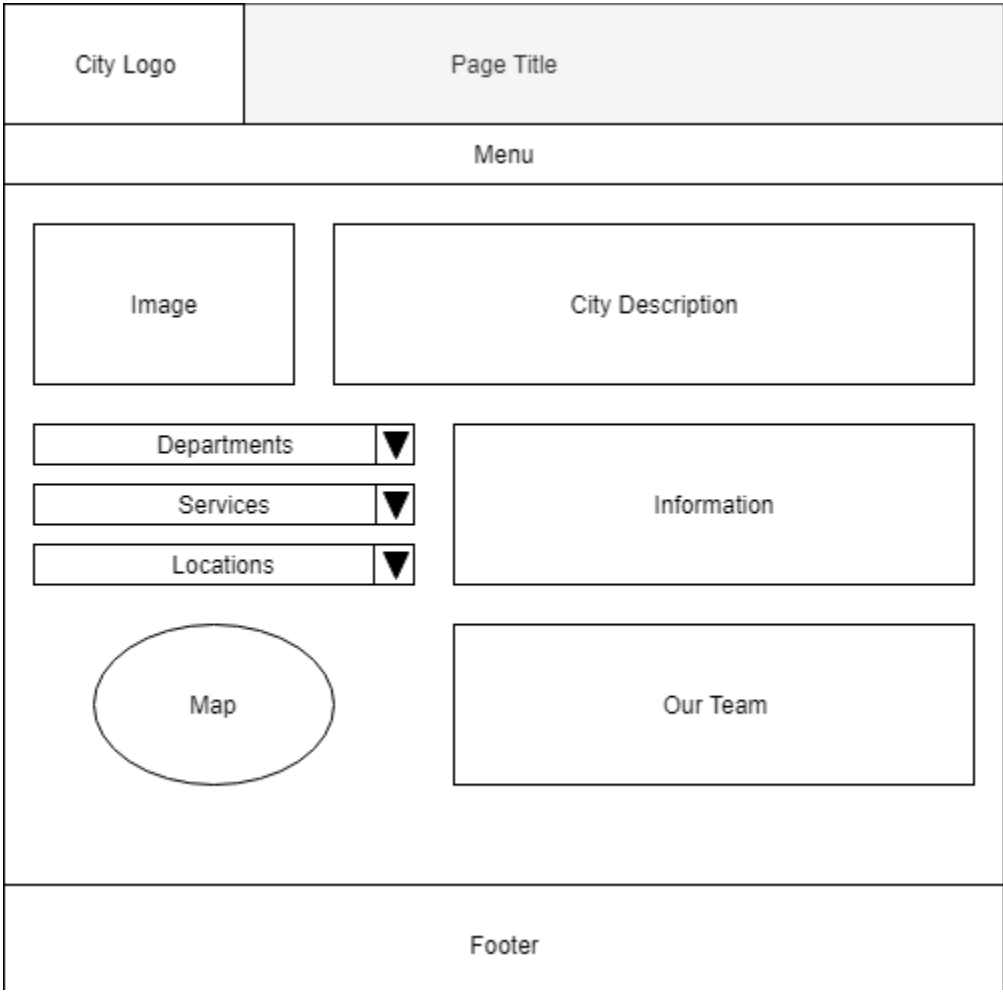 City Logo
Page Title
Menu
Image
City Description
Departments
Services
Locations
Information
Map
Our Team
Footer